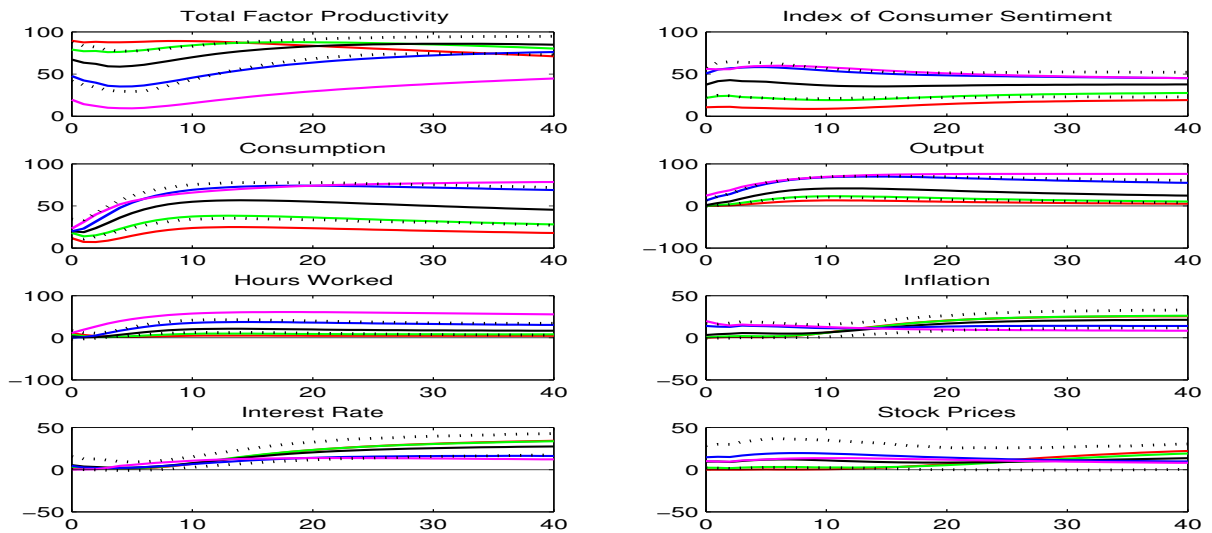 Total Factor Productivity
100
50
0
0 10 20 30 40
Index of Consumer Sentiment
100
50
0
0 10 20 30 40
Consumption
100
50
0
0 10 20 30 40
Output
100
0
−100
0 10 20 30 40
Hours Worked
100
0
−100
0 10 20 30 40
Inflation
50
0
−50
0 10 20 30 40
Interest Rate
50
0
−50
0 10 20 30 40
Stock Prices
50
0
−50
0 10 20 30 40